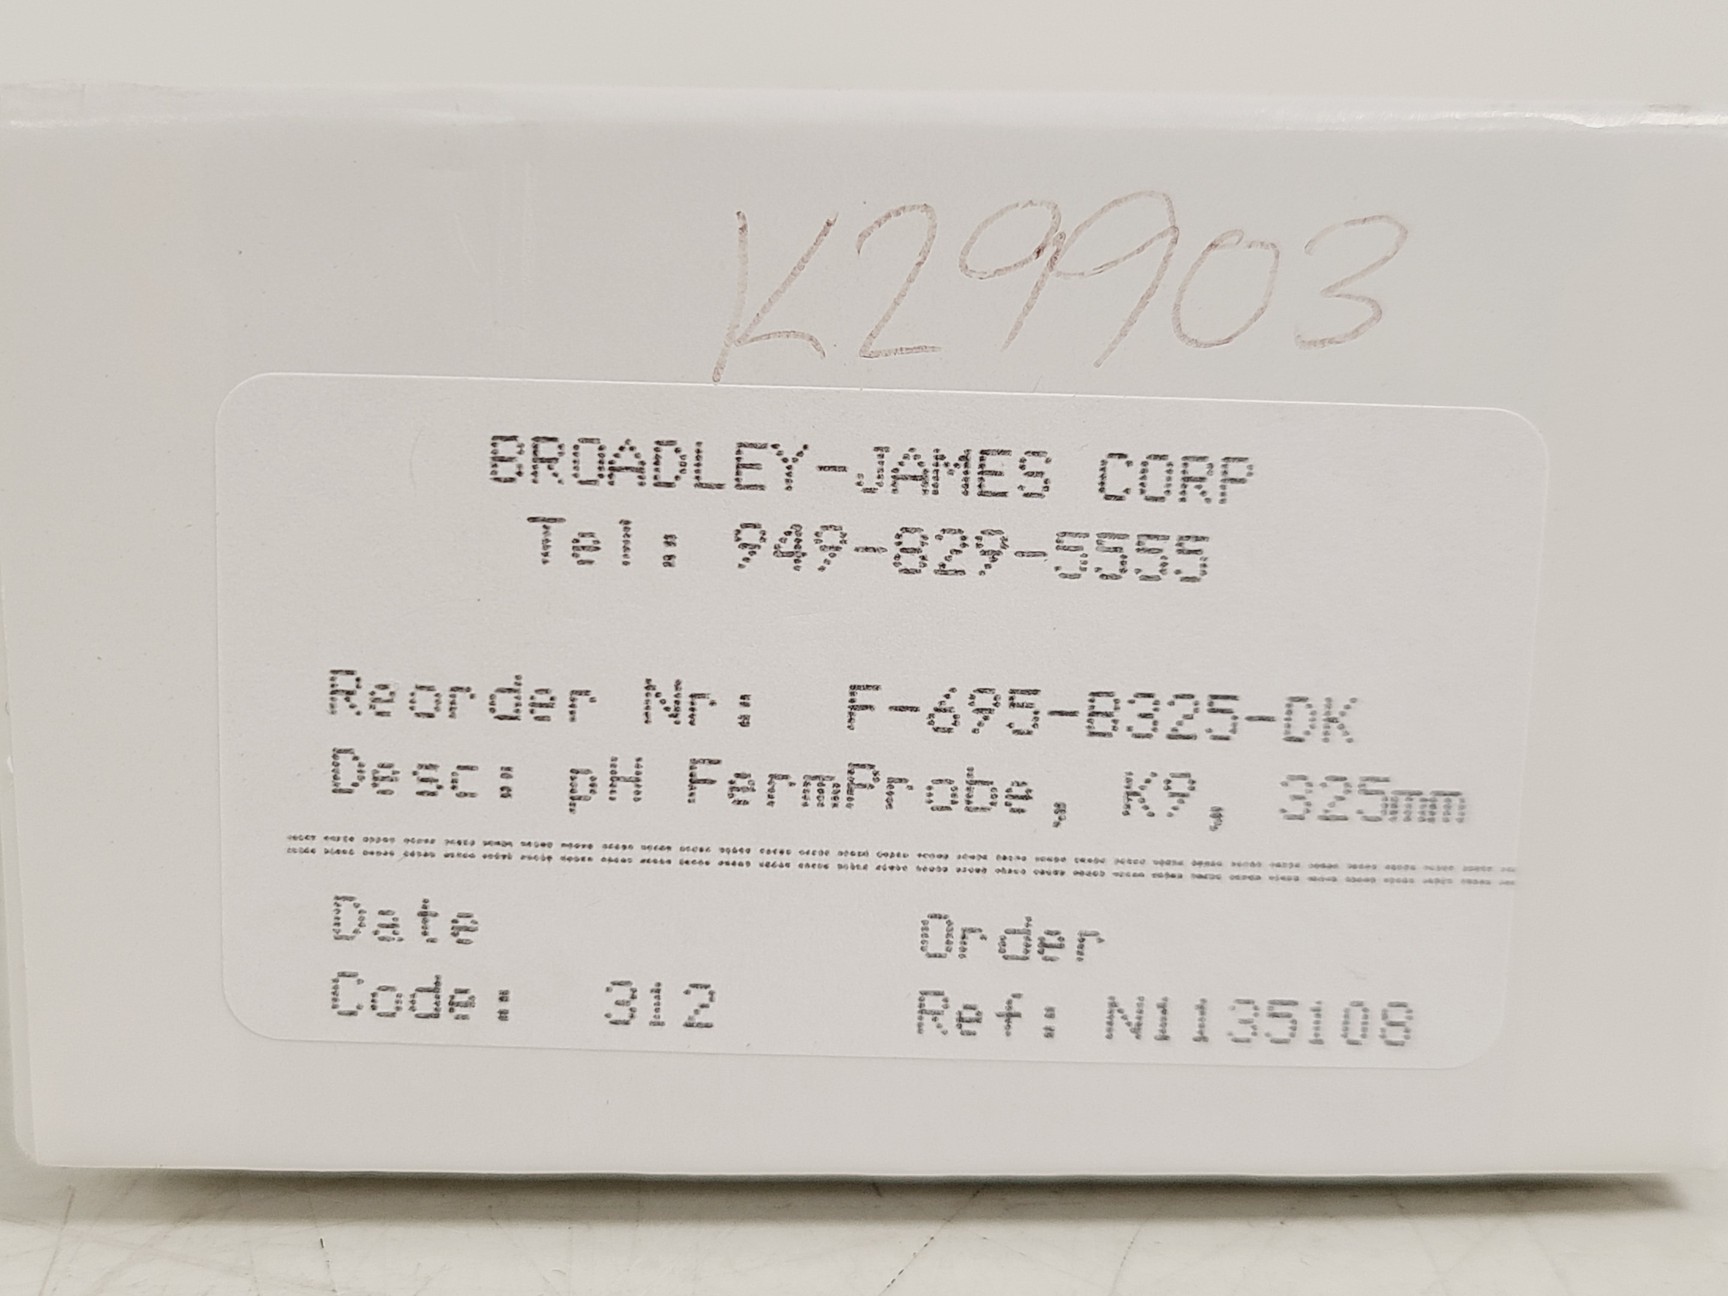 K29903
BROADLEY-JAMES CORP
Tel: 949-829-5555
Reorder Nr: F-695-B325-DK
Desc: pH FermProbe, K9, 325mm
Date Order
Code: 312 Ref: N1135108